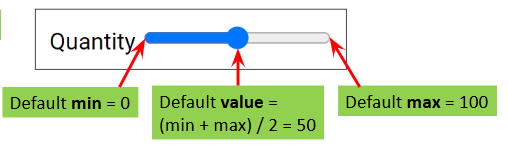 Quantity
Default min = 0
Default value =
(min + max) / 2 = 50
Default max = 100